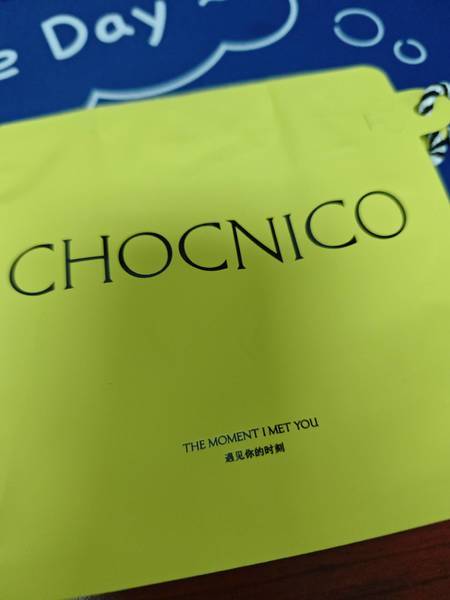 e Day
CHOCNICO
THE MOMENT I MET YOU
遇见你的时刻